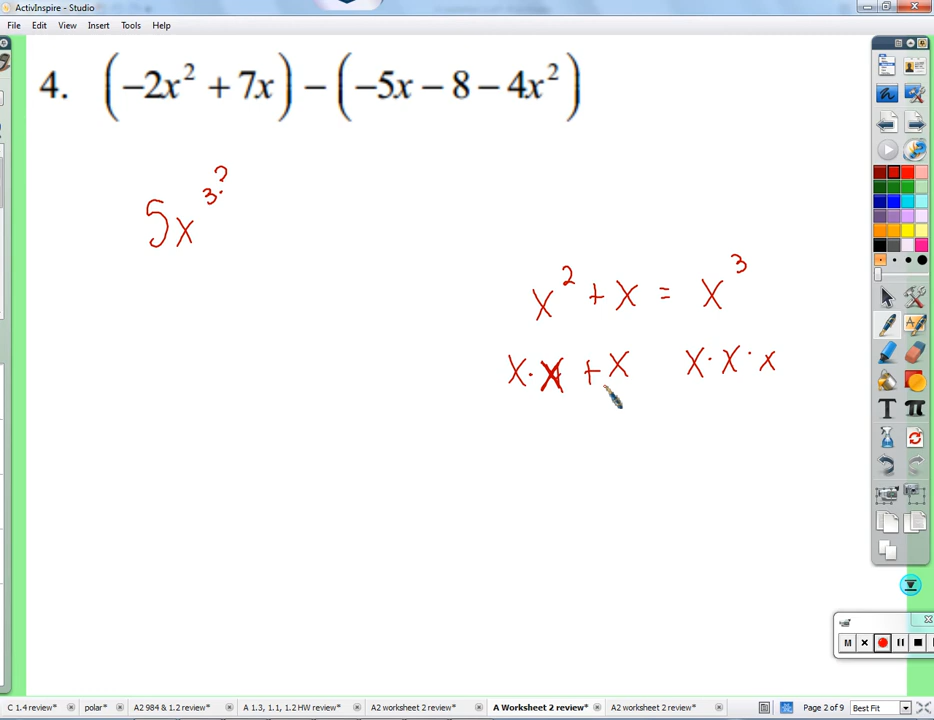 ActivInspire - Studio
File Edit View Insert Tools Help
4. (−2x² + 7x) − (−5x − 8 − 4x²)
5x³·?
x² + x = x³
x·x + x x·x·x
M
C 1.4 review* polar* A2 984 & 1.2 review* A 1.3, 1.1, 1.2 HW review* A2 worksheet 2 review* A Worksheet 2 review* A2 worksheet 2 review* Page 2 of 9 Best Fit